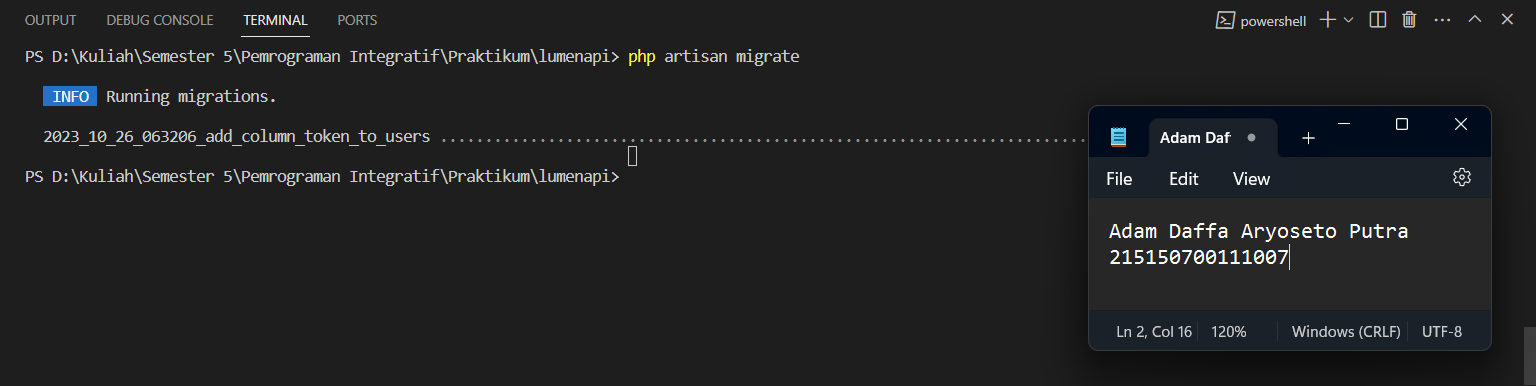 OUTPUT DEBUG CONSOLE TERMINAL PORTS powershell
PS D:\Kuliah\Semester 5\Pemrograman Integratif\Praktikum\lumenapi> php artisan migrate
INFO Running migrations.
2023_10_26_063206_add_column_token_to_users ........................................................................
PS D:\Kuliah\Semester 5\Pemrograman Integratif\Praktikum\lumenapi>
Adam Daf
File Edit View
Adam Daffa Aryoseto Putra
215150700111007
Ln 2, Col 16 120% Windows (CRLF) UTF-8